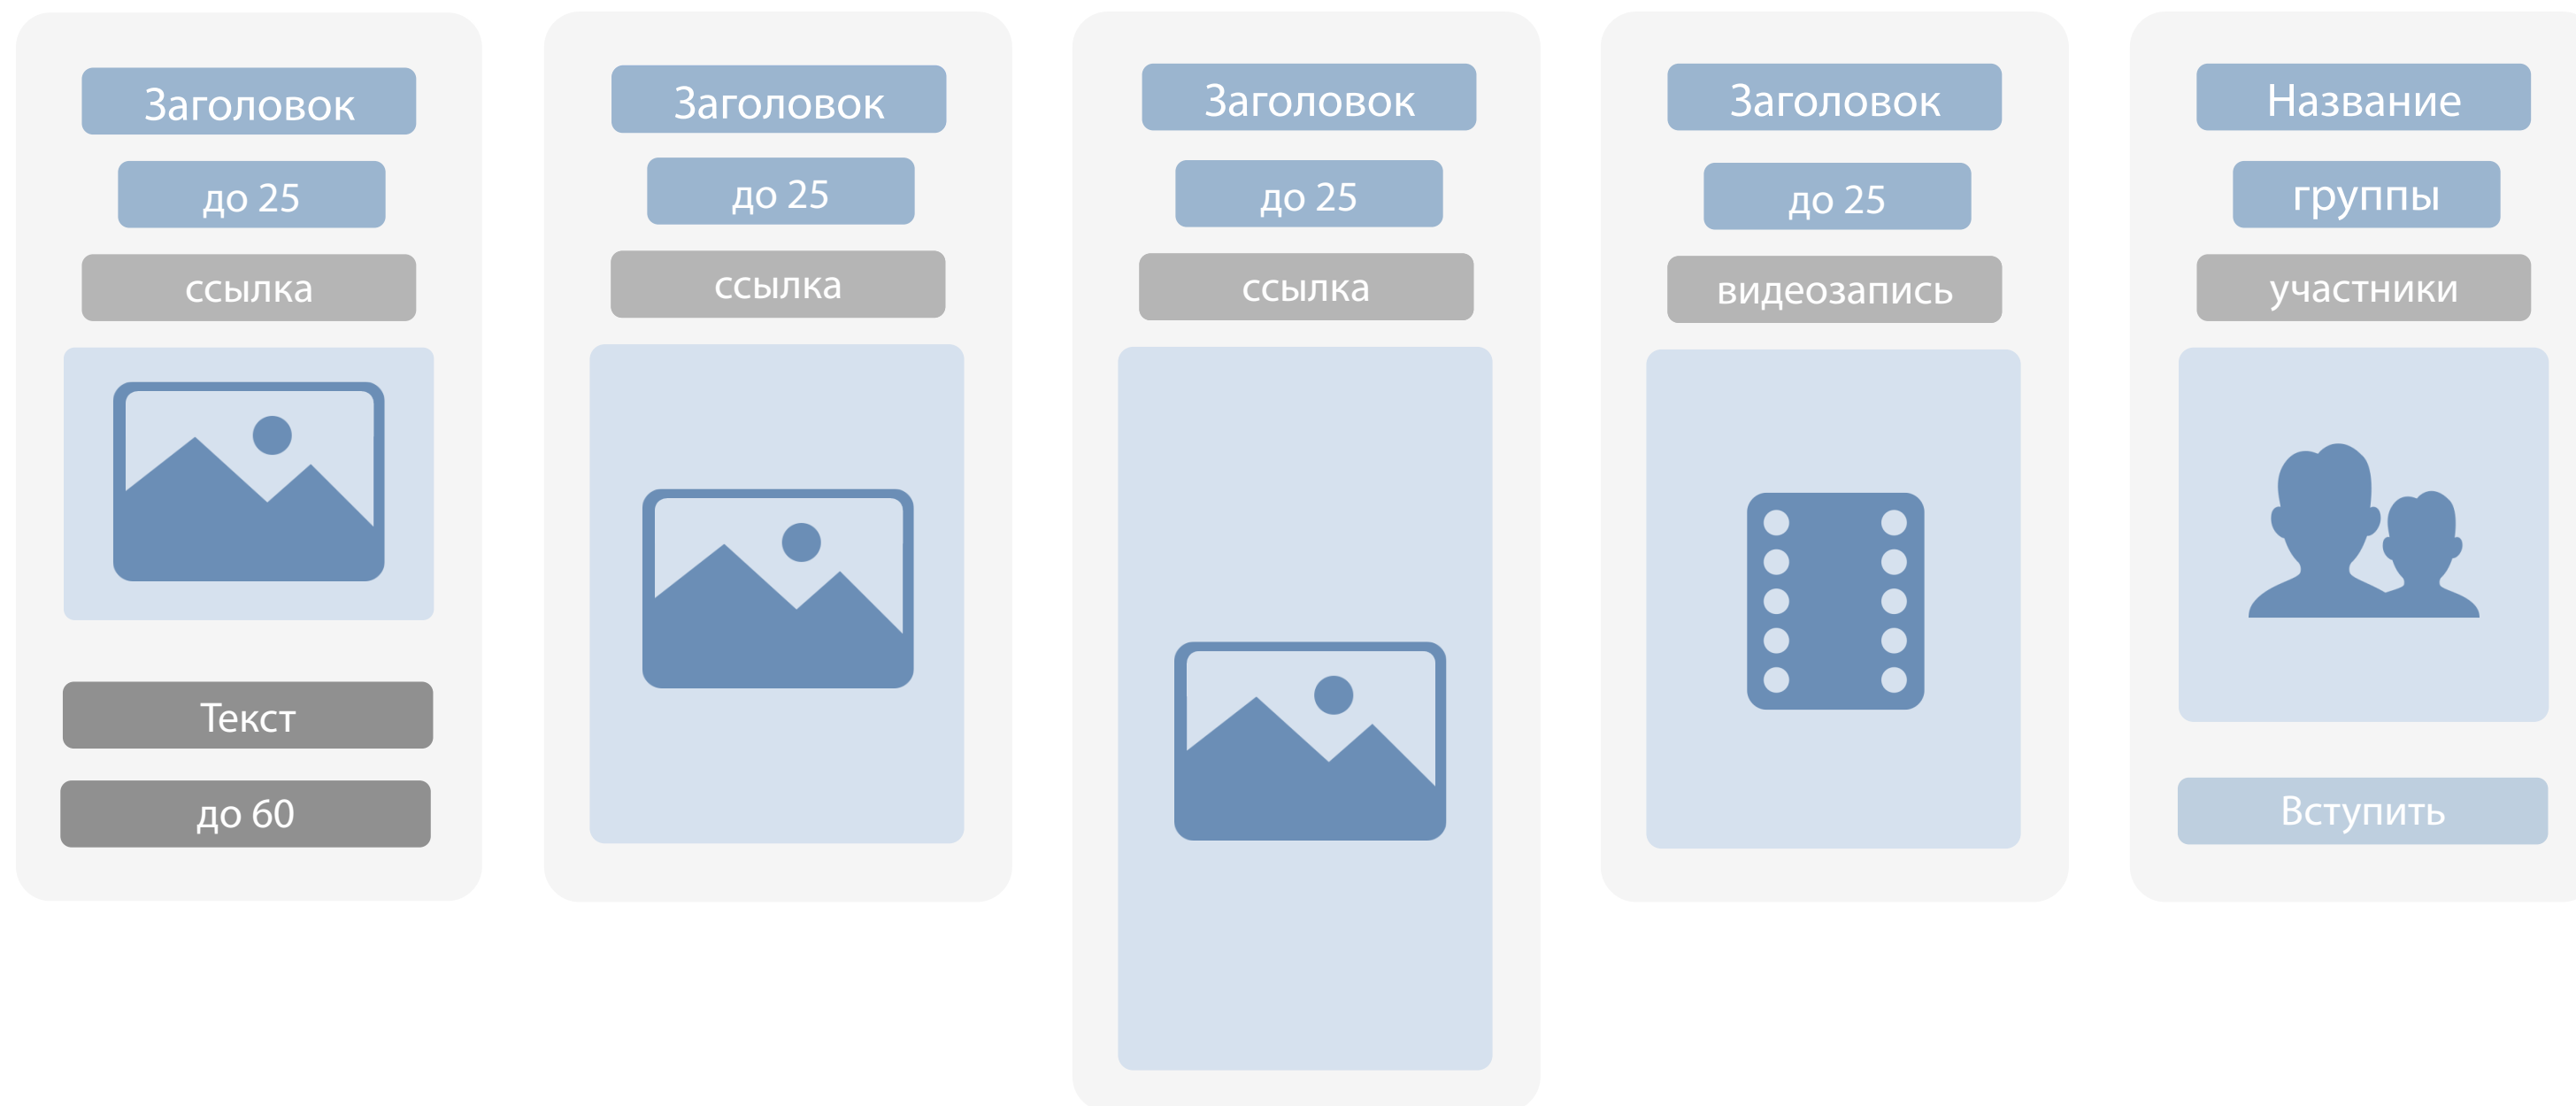 Заголовок
до 25
ссылка
Текст
до 60
Заголовок
до 25
ссылка
Заголовок
до 25
ссылка
Заголовок
до 25
видеозапись
Название
группы
участники
Вступить